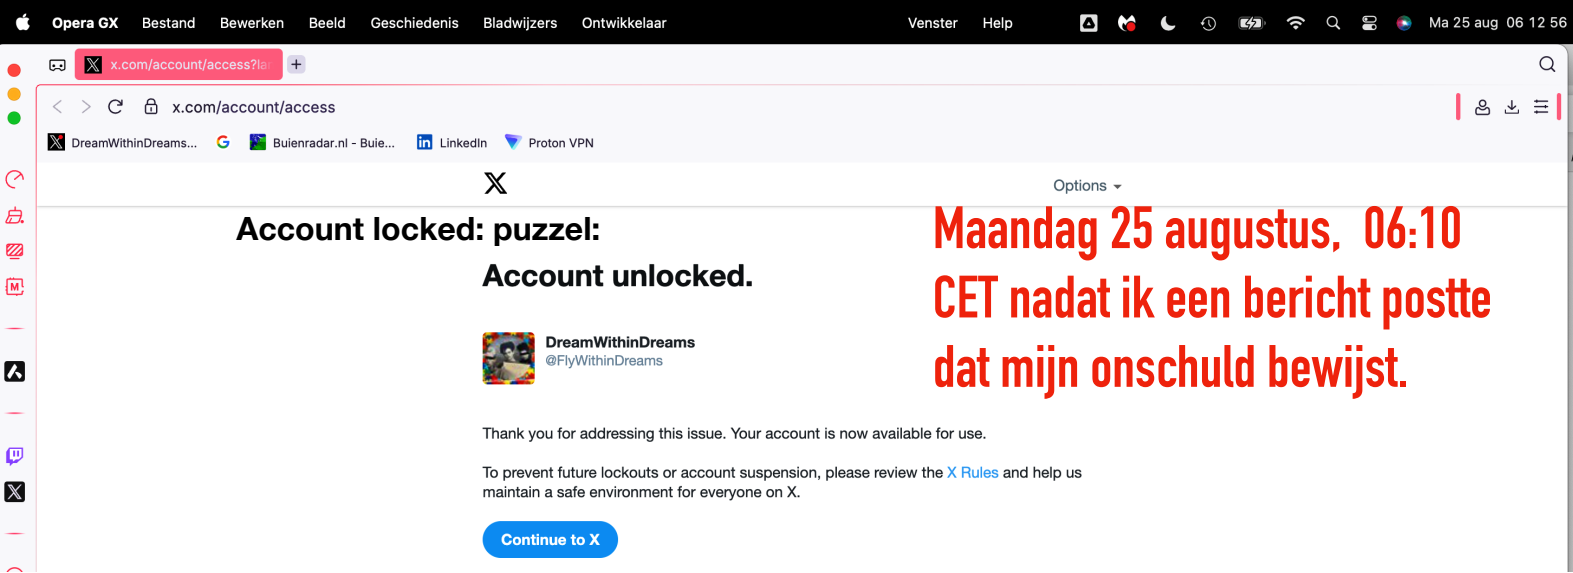 Opera GX Bestand Bewerken Beeld Geschiedenis Bladwijzers Ontwikkelaar Venster Help Ma 25 aug 06 12 56
x.com/account/access?la
x.com/account/access
DreamWithinDreams... Buienradar.nl - Buie... LinkedIn Proton VPN
Options
Account locked: puzzel:
Account unlocked.
DreamWithinDreams
@FlyWithinDreams
Thank you for addressing this issue. Your account is now available for use.
To prevent future lockouts or account suspension, please review the X Rules and help us
maintain a safe environment for everyone on X.
Continue to X
Maandag 25 augustus, 06:10
CET nadat ik een bericht postte
dat mijn onschuld bewijst.